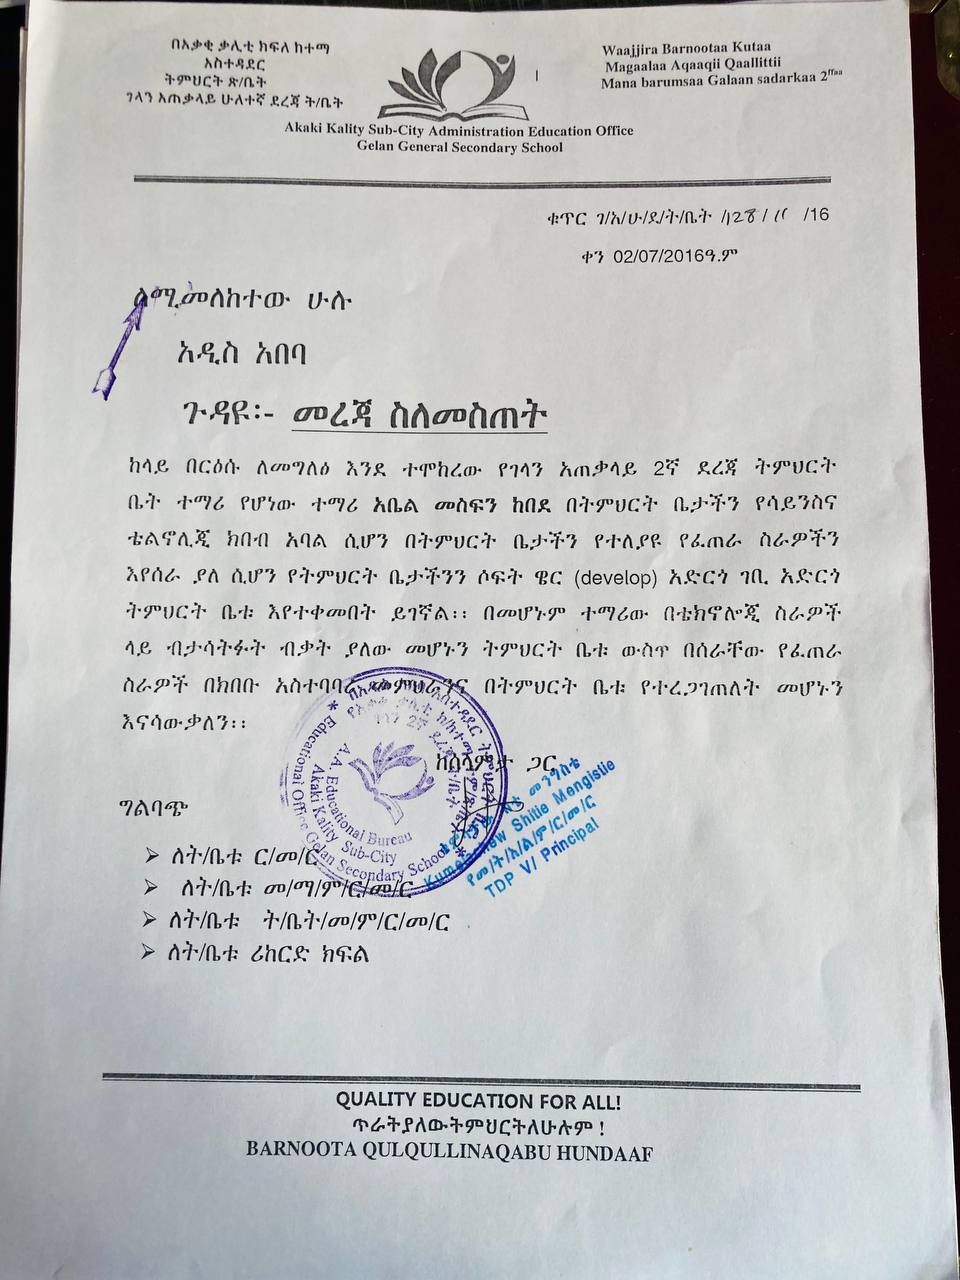 በአቃቂ ቃሊቲ ክፍለ ከተማ
አስተዳደር
ትምህርት ጽ/ቤት
ገላን አጠቃላይ ሁለተኛ ደረጃ ት/ቤት
Waajjira Barnootaa Kutaa
Magaalaa Aqaaqii Qaallittii
Mana barumsaa Galaan sadarkaa 2ffaa
Akaki Kality Sub-City Administration Education Office
Gelan General Secondary School
ቁጥር ገ/አ/ሁ/ደ/ት/ቤት /16
ቀን 02/07/2016ዓ.ም
ለሚመለከተው ሁሉ
አዲስ አበባ
ጉዳዩ፡- መረጃ ስለመስጠት
ከላይ በርዕሱ ለመግለፅ እንደ ተሞከረው የገላን አጠቃላይ 2ኛ ደረጃ ትምህርት
ቤት ተማሪ የሆነው ተማሪ አቤል መስፍን ከበደ በትምህርት ቤታችን የሳይንስና
ቴልኖሊጂ ክበብ አባል ሲሆን በትምህርት ቤታችን የተለያዩ የፈጠራ ስራዎችን
እየሰራ ያለ ሲሆን የትምህርት ቤታችንን ሶፍት ዌር (develop) አድርጎ ገቢ አድርጎ
ትምህርት ቤቱ እየተቀመበት ይገኛል፡፡ በመሆኑም ተማሪው በቴክኖሎጂ ስራዎች
ላይ ብታሳትፉት ብቃት ያለው መሆኑን ትምህርት ቤቱ ውስጥ በሰራቸው የፈጠራ
ስራዎች በክበቡ አስተባባሪ መምህራንና በትምህርት ቤቱ የተረጋገጠለት መሆኑን
እናሳውቃለን፡፡
ከሰላምታ ጋር
A.A. Educational Bureau
Akaki Kality Sub-City
Educational Office Gelan Secondary School
Shitie Mengistie
TDP V/ Principal
ግልባጭ
ለት/ቤቱ ር/መ/ር
ለት/ቤቱ መ/ማ/ም/ር/መ/ር
ለት/ቤቱ ት/ቤት/መ/ም/ር/መ/ር
ለት/ቤቱ ሪከርድ ክፍል
QUALITY EDUCATION FOR ALL!
ጥራትያለውትምህርትለሁሉም !
BARNOOTA QULQULLINAQABU HUNDAAF